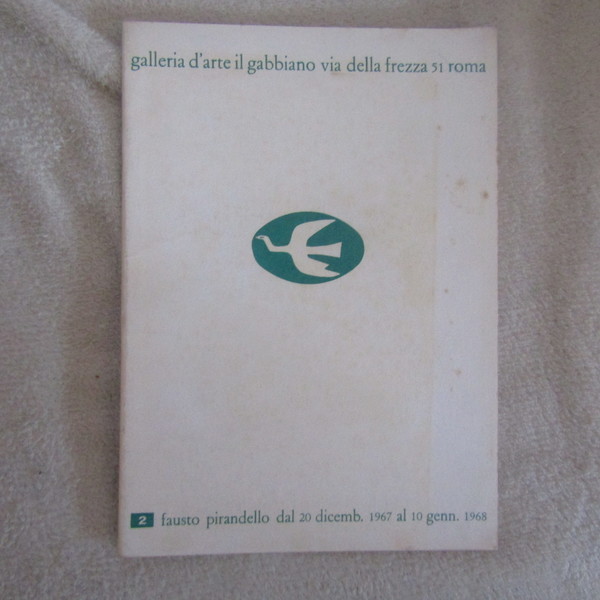 galleria d'arte il gabbiano via della frezza 51 roma
2 fausto pirandello dal 20 dicemb. 1967 al 10 genn. 1968